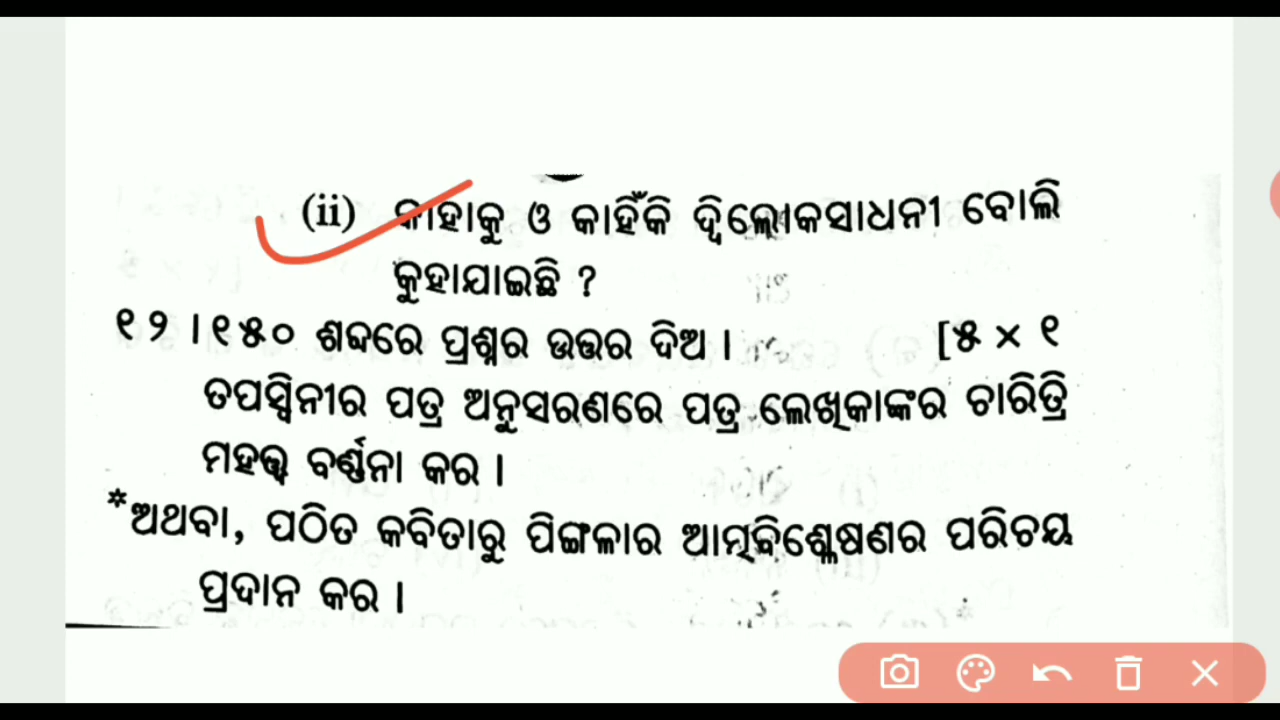 (ii) କାହାକୁ ଓ କାହିଁକି ଦ୍ୱିଲୋକସାଧନୀ ବୋଲି
କୁହାଯାଇଛି ?
୧୨ । ୧୫୦ ଶବ୍ଦରେ ପ୍ରଶ୍ନର ଉତ୍ତର ଦିଅ । [୫ × ୧
ତପସ୍ୱିନୀର ପତ୍ର ଅନୁସରଣରେ ପତ୍ର ଲେଖିକାଙ୍କର ଚାରିତ୍ରି
ମହତ୍ତ୍ୱ ବର୍ଣ୍ଣନା କର ।
*ଅଥବା, ପଠିତ କବିତାରୁ ପିଙ୍ଗଳାର ଆତ୍ମବିଶ୍ଳେଷଣର ପରିଚୟ
ପ୍ରଦାନ କର ।